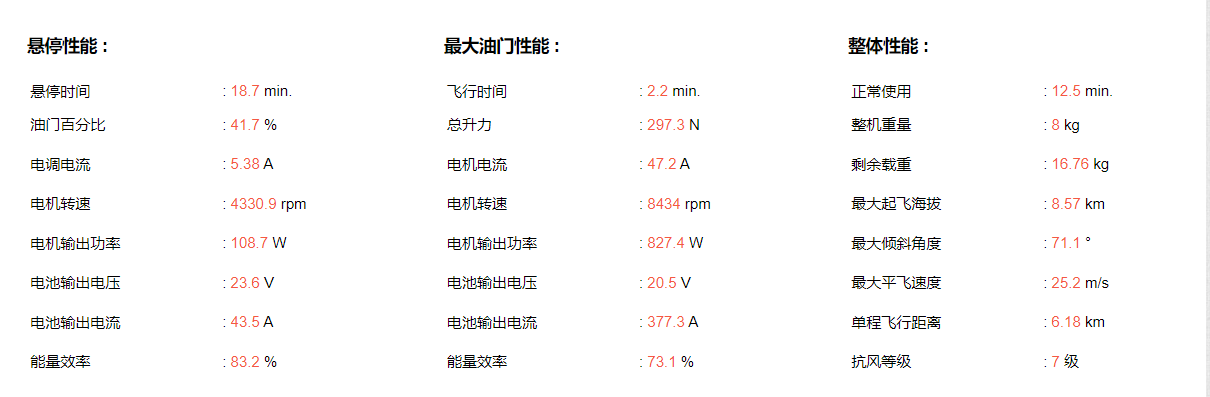 悬停性能：
悬停时间 : 18.7 min.
油门百分比 : 41.7 %
电调电流 : 5.38 A
电机转速 : 4330.9 rpm
电机输出功率 : 108.7 W
电池输出电压 : 23.6 V
电池输出电流 : 43.5 A
能量效率 : 83.2 %
最大油门性能：
飞行时间 : 2.2 min.
总升力 : 297.3 N
电机电流 : 47.2 A
电机转速 : 8434 rpm
电机输出功率 : 827.4 W
电池输出电压 : 20.5 V
电池输出电流 : 377.3 A
能量效率 : 73.1 %
整体性能：
正常使用 : 12.5 min.
整机重量 : 8 kg
剩余载重 : 16.76 kg
最大起飞海拔 : 8.57 km
最大倾斜角度 : 71.1 °
最大平飞速度 : 25.2 m/s
单程飞行距离 : 6.18 km
抗风等级 : 7 级